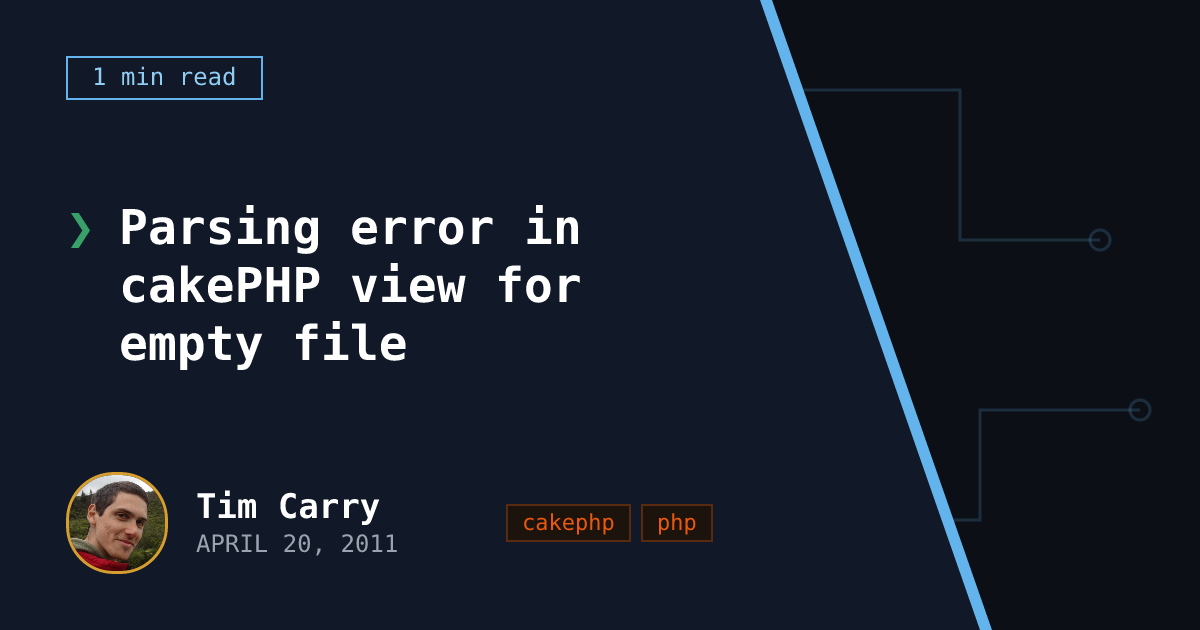 1 min read
❯ Parsing error in
cakePHP view for
empty file
Tim Carry
APRIL 20, 2011
cakephp
php